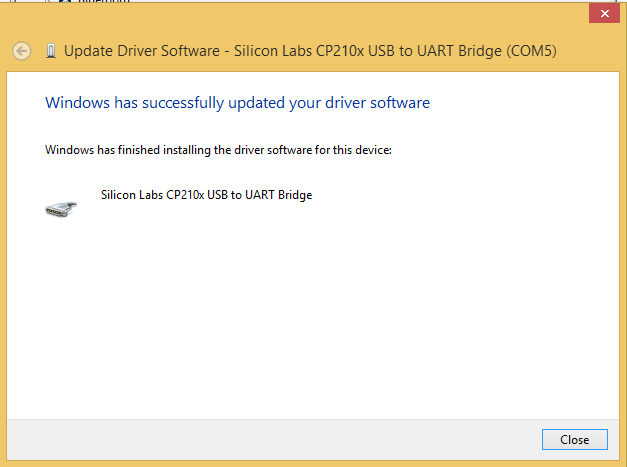 Update Driver Software - Silicon Labs CP210x USB to UART Bridge (COM5)
Windows has successfully updated your driver software
Windows has finished installing the driver software for this device:
Silicon Labs CP210x USB to UART Bridge
Close